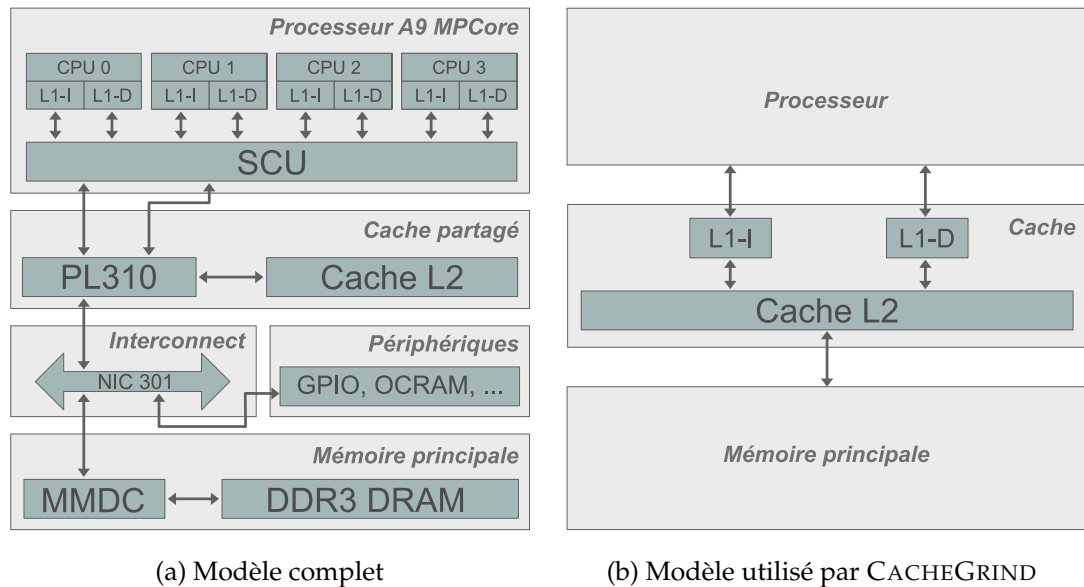 Processeur A9 MPCore
CPU 0 CPU 1 CPU 2 CPU 3
L1-I L1-D L1-I L1-D L1-I L1-D L1-I L1-D
SCU
Cache partagé
PL310 Cache L2
Interconnect
NIC 301
Périphériques
GPIO, OCRAM, ...
Mémoire principale
MMDC DDR3 DRAM
(a) Modèle complet
Processeur
Cache
L1-I L1-D
Cache L2
Mémoire principale
(b) Modèle utilisé par CACHEGRIND